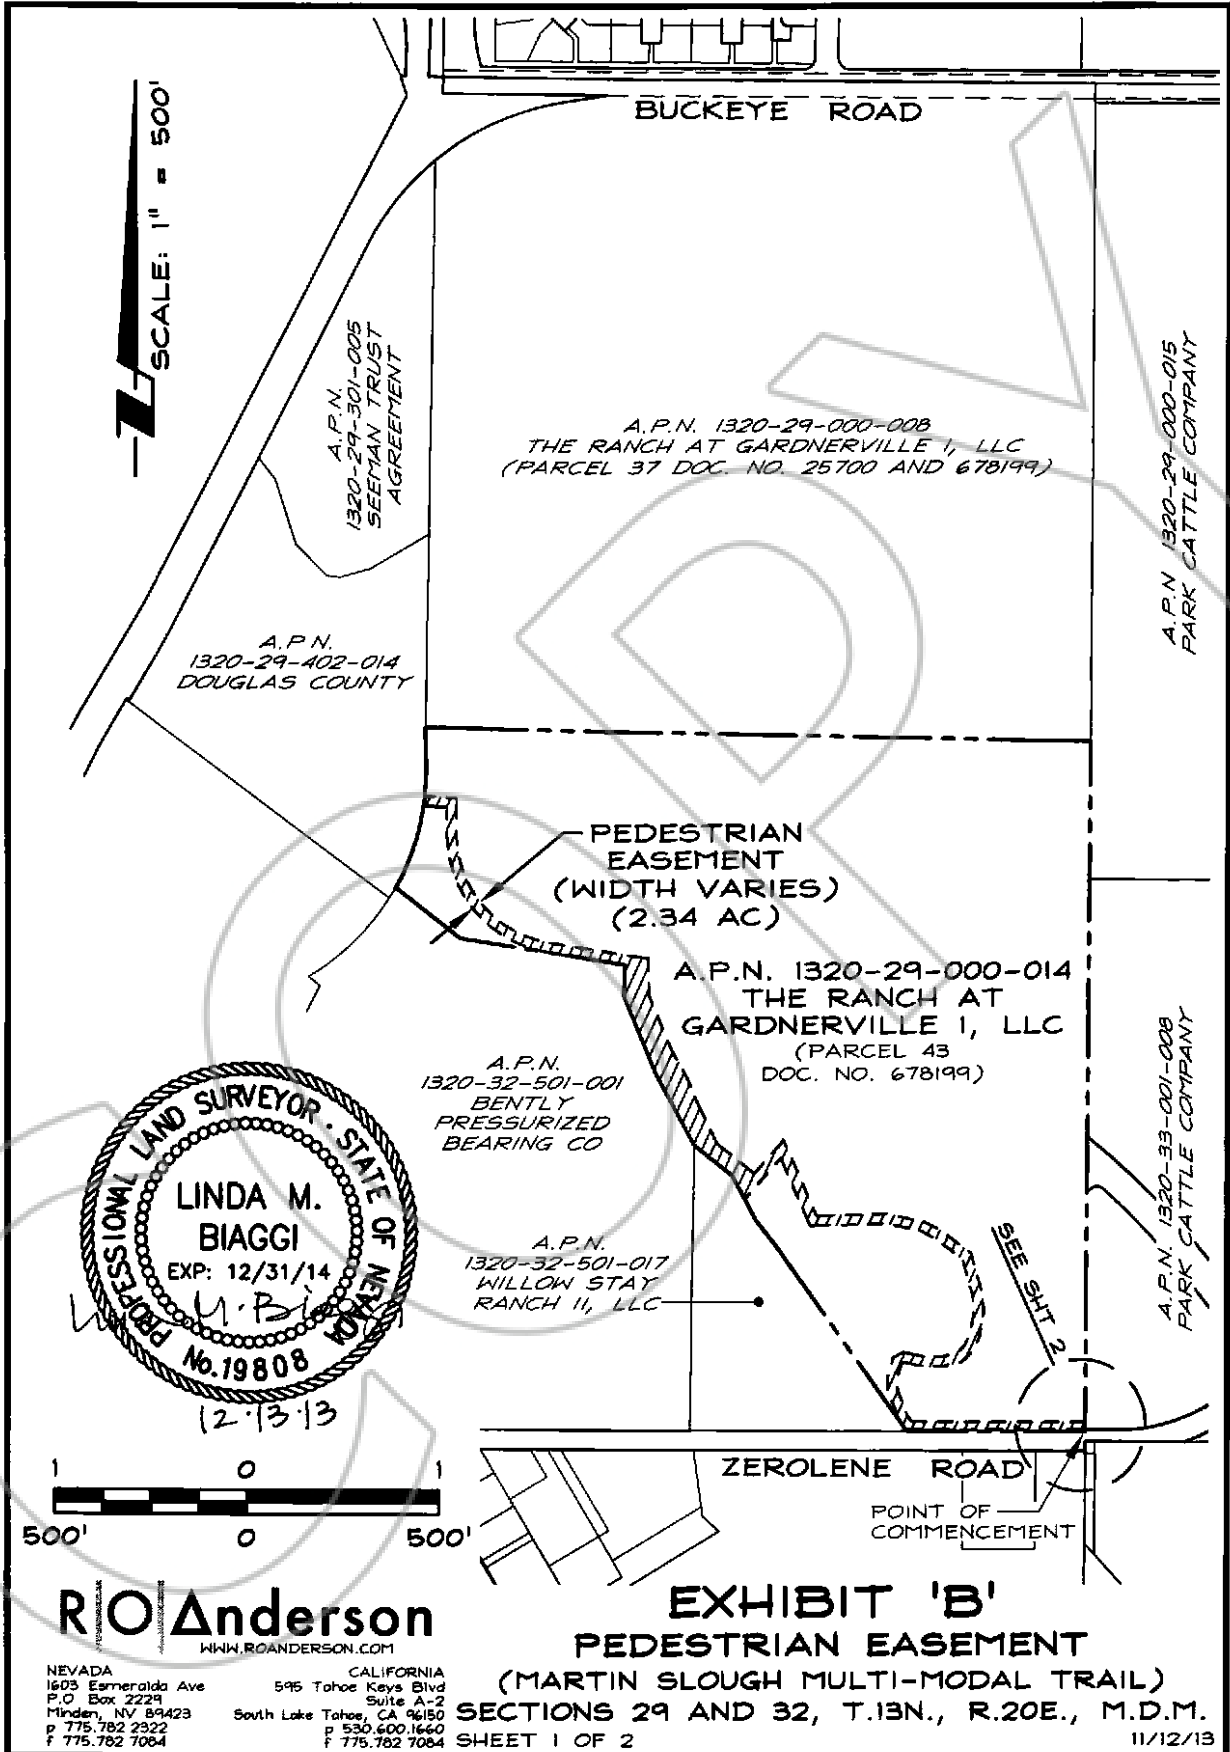 BUCKEYE ROAD
SCALE: 1" = 500'
A.P.N.
1320-29-301-005
SEEMAN TRUST
AGREEMENT
A.P.N. 1320-29-000-008
THE RANCH AT GARDNERVILLE 1, LLC
(PARCEL 37 DOC. NO. 25700 AND 678199)
A.P.N 1320-29-000-015
PARK CATTLE COMPANY
A.P.N.
1320-29-402-014
DOUGLAS COUNTY
PEDESTRIAN
EASEMENT
(WIDTH VARIES)
(2.34 AC)
A.P.N. 1320-29-000-014
THE RANCH AT
GARDNERVILLE 1, LLC
(PARCEL 43
DOC. NO. 678199)
A.P.N.
1320-32-501-001
BENTLY
PRESSURIZED
BEARING CO
A.P.N. 1320-33-001-008
PARK CATTLE COMPANY
PROFESSIONAL LAND SURVEYOR . STATE OF NEVADA
LINDA M.
BIAGGI
EXP: 12/31/14
No.19808
12.13.13
A.P.N.
1320-32-501-017
WILLOW STAY
RANCH II, LLC
SEE SHT 2
ZEROLENE ROAD
POINT OF
COMMENCEMENT
1 0 1
500' 0 500'
RO Anderson
WWW.ROANDERSON.COM
NEVADA
1603 Esmeralda Ave
P.O Box 2229
Minden, NV 89423
p 775.782 2322
f 775.782 7084
CALIFORNIA
595 Tahoe Keys Blvd
Suite A-2
South Lake Tahoe, CA 96150
p 530.600.1660
f 775.782 7084
EXHIBIT 'B'
PEDESTRIAN EASEMENT
(MARTIN SLOUGH MULTI-MODAL TRAIL)
SECTIONS 29 AND 32, T.13N., R.20E., M.D.M.
SHEET 1 OF 2
11/12/13
COPY